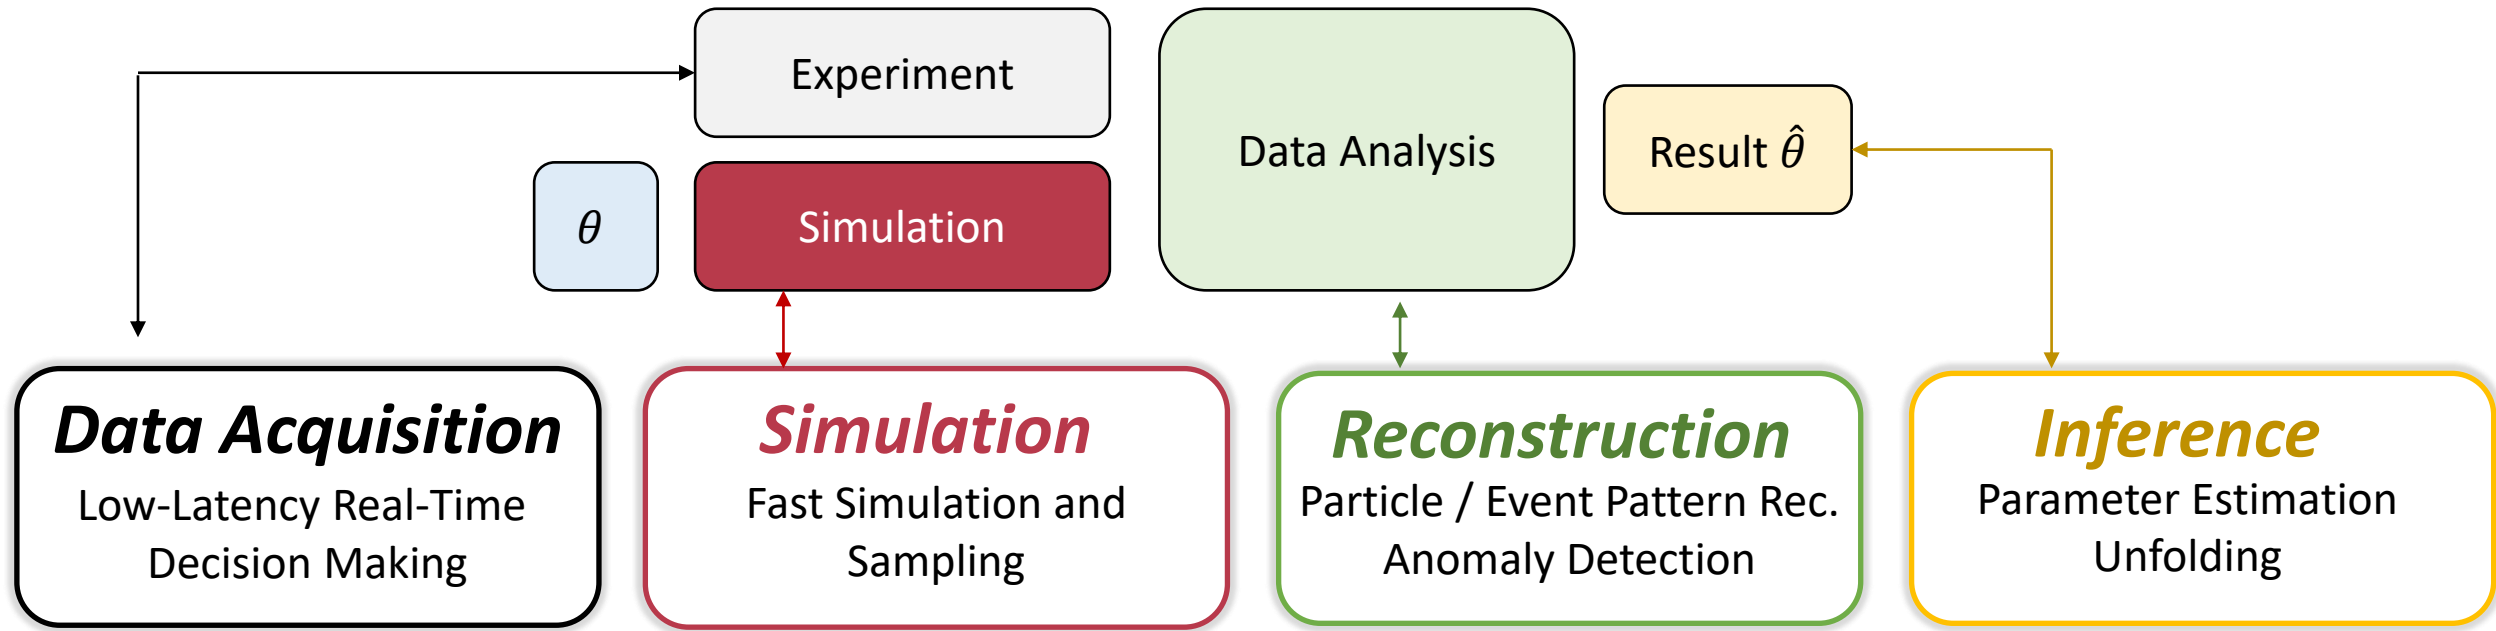 Experiment
Data Analysis
Result θ̂
θ
Simulation
Data Acquisition
Low-Latency Real-Time
Decision Making
Simulation
Fast Simulation and
Sampling
Reconstruction
Particle / Event Pattern Rec.
Anomaly Detection
Inference
Parameter Estimation
Unfolding